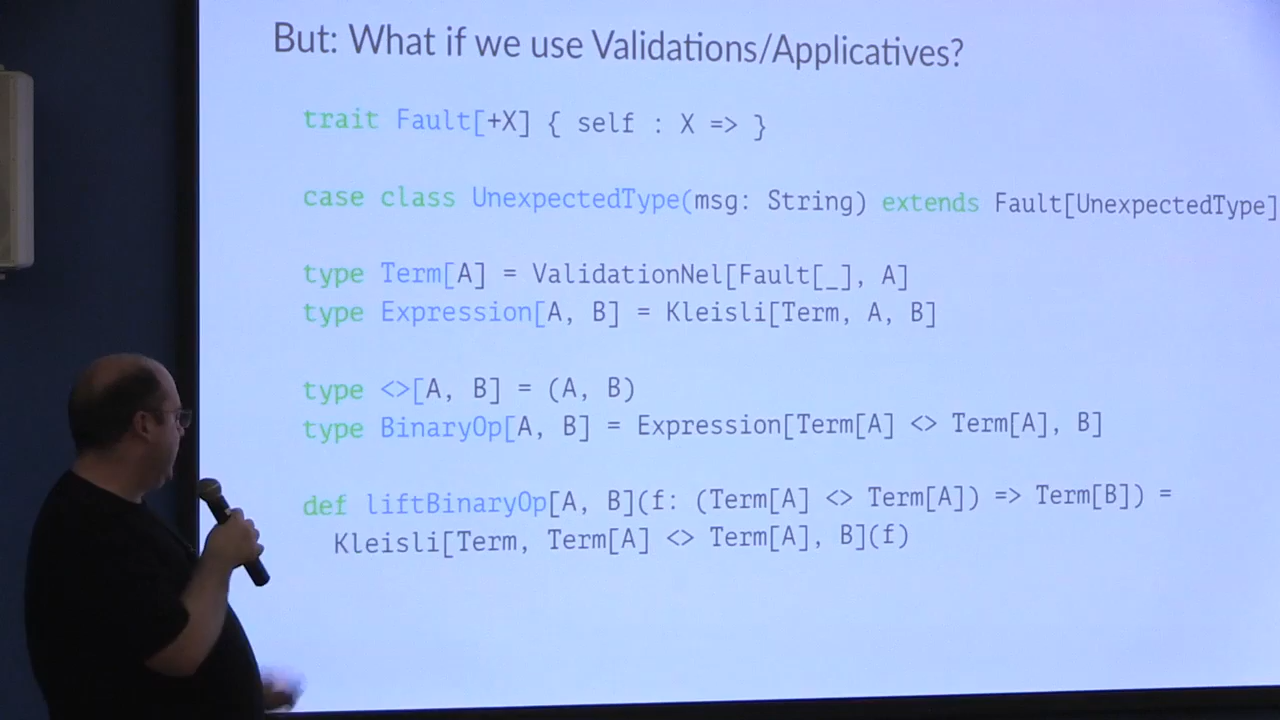 But: What if we use Validations/Applicatives?
trait Fault[+X] { self : X => }
case class UnexpectedType(msg: String) extends Fault[UnexpectedType]
type Term[A] = ValidationNel[Fault[_], A]
type Expression[A, B] = Kleisli[Term, A, B]
type <>[A, B] = (A, B)
type BinaryOp[A, B] = Expression[Term[A] <> Term[A], B]
def liftBinaryOp[A, B](f: (Term[A] <> Term[A]) => Term[B]) =
Kleisli[Term, Term[A] <> Term[A], B](f)